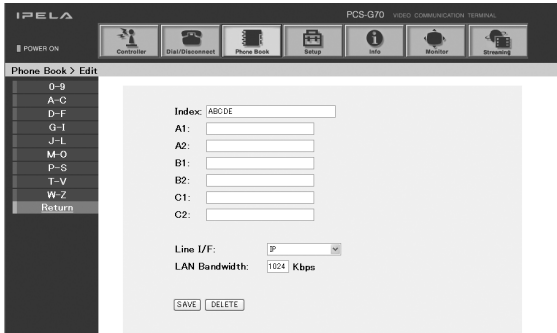 IPELA
PCS-G70 VIDEO COMMUNICATION TERMINAL
POWER ON
Controller
Dial/Disconnect
Phone Book
Setup
Info
Monitor
Streaming
Phone Book > Edit
0-9
A-C
D-F
G-I
J-L
M-O
P-S
T-V
W-Z
Return
Index: ABCDE
A1:
A2:
B1:
B2:
C1:
C2:
Line I/F: IP
LAN Bandwidth: 1024 Kbps
SAVE DELETE